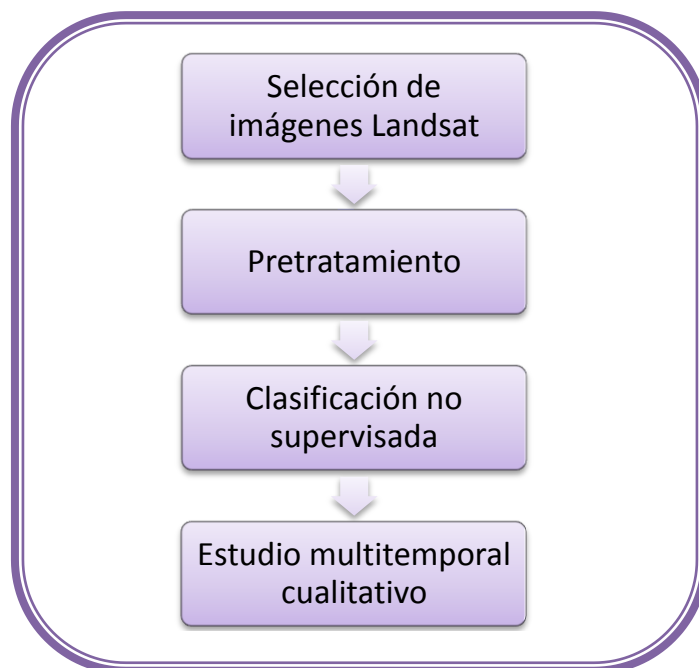 Selección de
imágenes Landsat
Pretratamiento
Clasificación no
supervisada
Estudio multitemporal
cualitativo